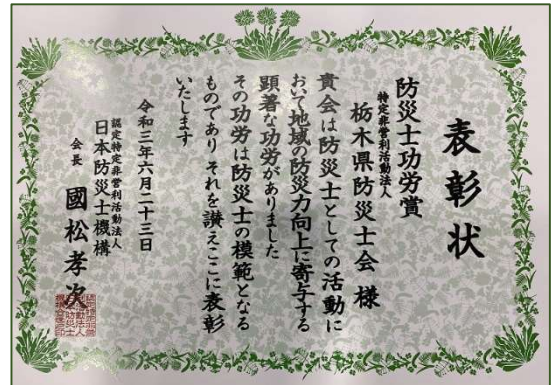 表彰状
防災士功労賞
特定非営利活動法人
栃木県防災士会 様
貴会は防災士としての活動に
おいて地域の防災力向上に寄与する
顕著な功労がありました
その功労は防災士の模範となる
ものであり それを讃えここに表彰
いたします
令和三年六月二十三日
認定特定非営利活動法人
日本防災士機構
会長 國松孝次